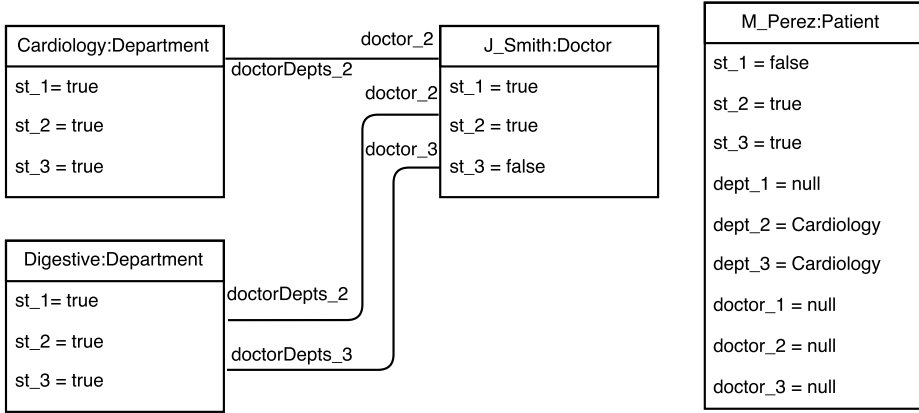 Cardiology:Department
st_1= true
st_2 = true
st_3 = true
doctor_2
doctorDepts_2
doctor_2
doctor_3
J_Smith:Doctor
st_1 = true
st_2 = true
st_3 = false
Digestive:Department
st_1= true
st_2 = true
st_3 = true
doctorDepts_2
doctorDepts_3
M_Perez:Patient
st_1 = false
st_2 = true
st_3 = true
dept_1 = null
dept_2 = Cardiology
dept_3 = Cardiology
doctor_1 = null
doctor_2 = null
doctor_3 = null